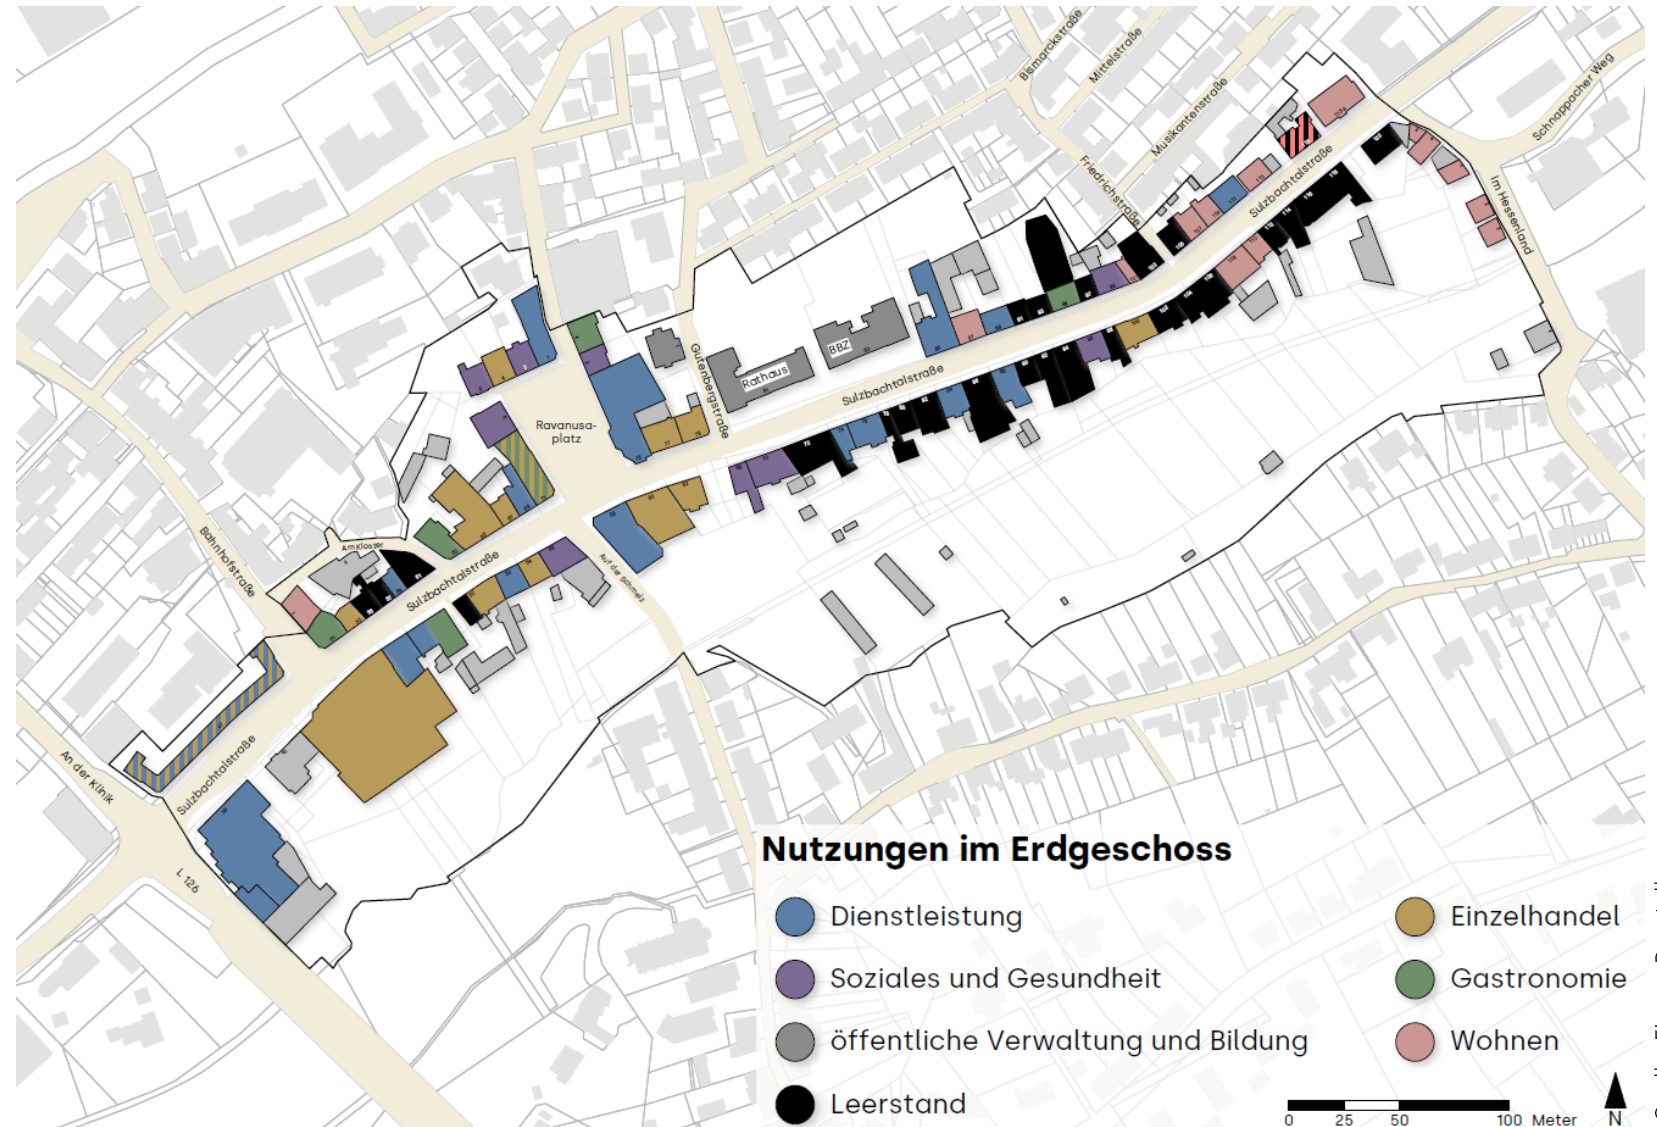 Bismarckstraße
Mittelstraße
Musikantenstraße
Schnappacher Weg
Friedrichstraße
Sulzbachtalstraße
Im Hessenland
Gutenbergstraße
BBZ
Rathaus
Sulzbachtalstraße
Ravanusa-
platz
Bahnhofstraße
Am Kloster
Sulzbachtalstraße
Auf der Schmelz
An der Klinik
Sulzbachtalstraße
L 126
Nutzungen im Erdgeschoss
Dienstleistung
Einzelhandel
Soziales und Gesundheit
Gastronomie
öffentliche Verwaltung und Bildung
Wohnen
Leerstand
0 25 50 100 Meter
N